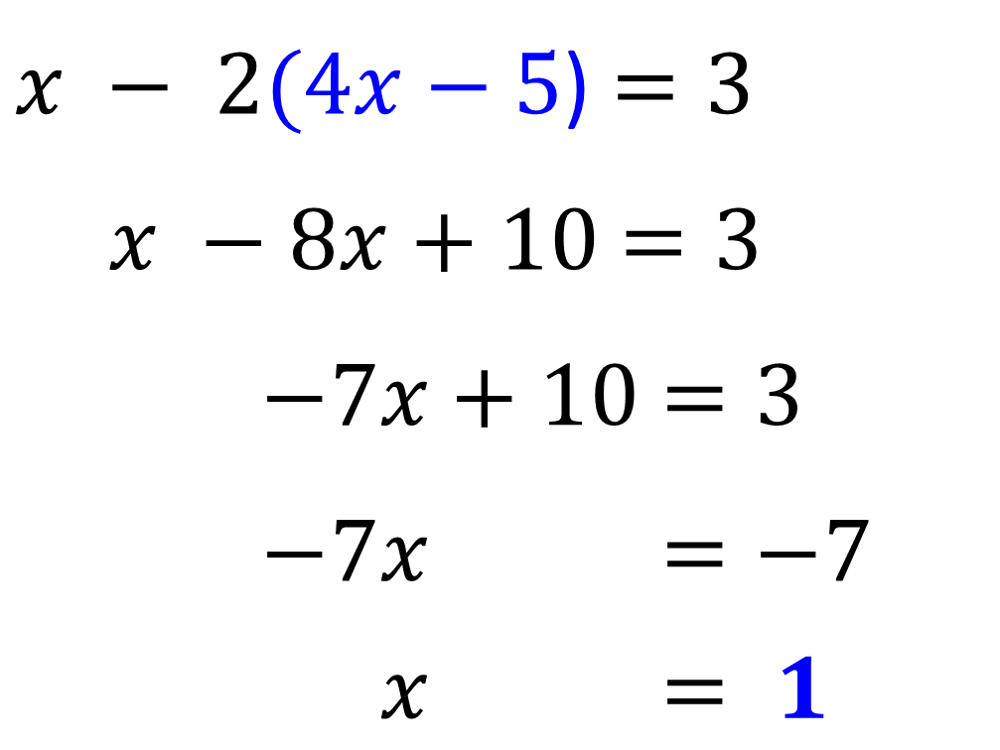 x − 2(4x − 5) = 3
x − 8x + 10 = 3
−7x + 10 = 3
−7x = −7
x = 1